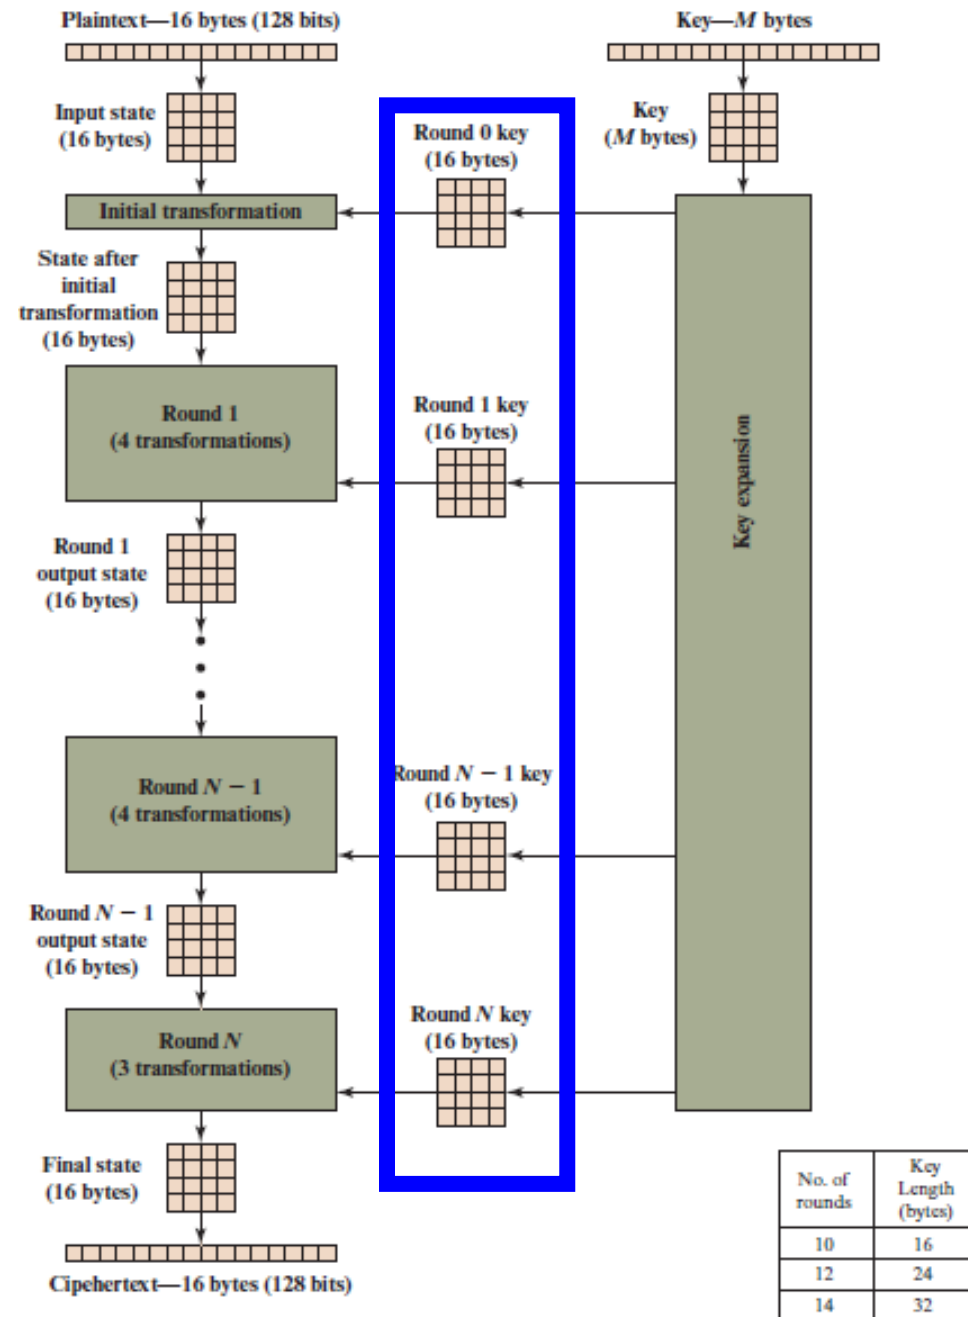 Plaintext—16 bytes (128 bits)
Key—M bytes
Input state
(16 bytes)
Round 0 key
(16 bytes)
Key
(M bytes)
Initial transformation
State after
initial
transformation
(16 bytes)
Round 1
(4 transformations)
Round 1 key
(16 bytes)
Key expansion
Round 1
output state
(16 bytes)
Round N − 1
(4 transformations)
Round N − 1 key
(16 bytes)
Round N − 1
output state
(16 bytes)
Round N
(3 transformations)
Round N key
(16 bytes)
Final state
(16 bytes)
Cipehertext—16 bytes (128 bits)
No. of
rounds
Key
Length
(bytes)
10 16
12 24
14 32